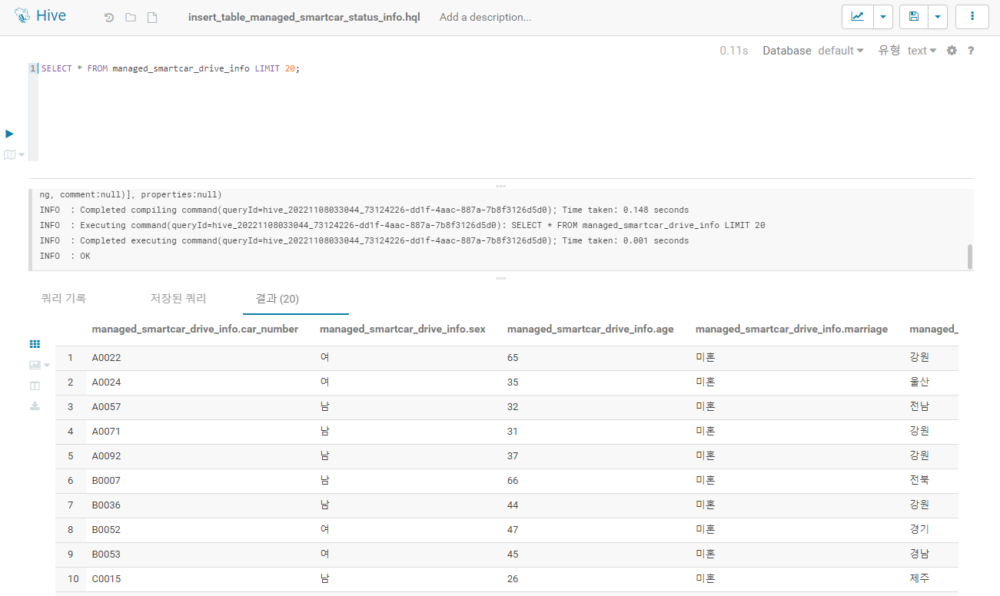 Hive
insert_table_managed_smartcar_status_info.hql Add a description...
0.11s Database default 유형 text ?
1 SELECT * FROM managed_smartcar_drive_info LIMIT 20;
ng, comment:null)], properties:null)
INFO : Completed compiling command(queryId=hive_20221108033044_73124226-dd1f-4aac-887a-7b8f3126d5d0); Time taken: 0.148 seconds
INFO : Executing command(queryId=hive_20221108033044_73124226-dd1f-4aac-887a-7b8f3126d5d0): SELECT * FROM managed_smartcar_drive_info LIMIT 20
INFO : Completed executing command(queryId=hive_20221108033044_73124226-dd1f-4aac-887a-7b8f3126d5d0); Time taken: 0.001 seconds
INFO : OK
쿼리 기록 저장된 쿼리 결과 (20)
managed_smartcar_drive_info.car_number managed_smartcar_drive_info.sex managed_smartcar_drive_info.age managed_smartcar_drive_info.marriage managed_
1 A0022 여 65 미혼 강원
2 A0024 여 35 미혼 울산
3 A0057 남 32 미혼 전남
4 A0071 남 31 미혼 강원
5 A0092 남 37 미혼 강원
6 B0007 남 66 미혼 전북
7 B0036 남 44 미혼 강원
8 B0052 여 47 미혼 경기
9 B0053 여 45 미혼 경남
10 C0015 남 26 미혼 제주